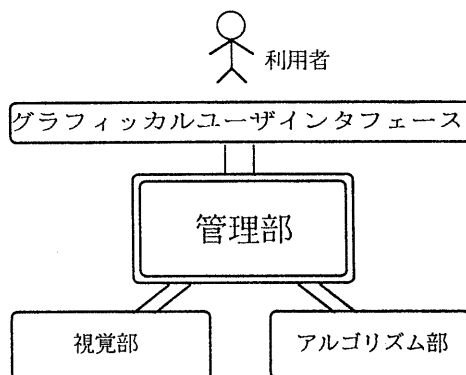 利用者
グラフィッカルユーザインタフェース
管理部
視覚部
アルゴリズム部